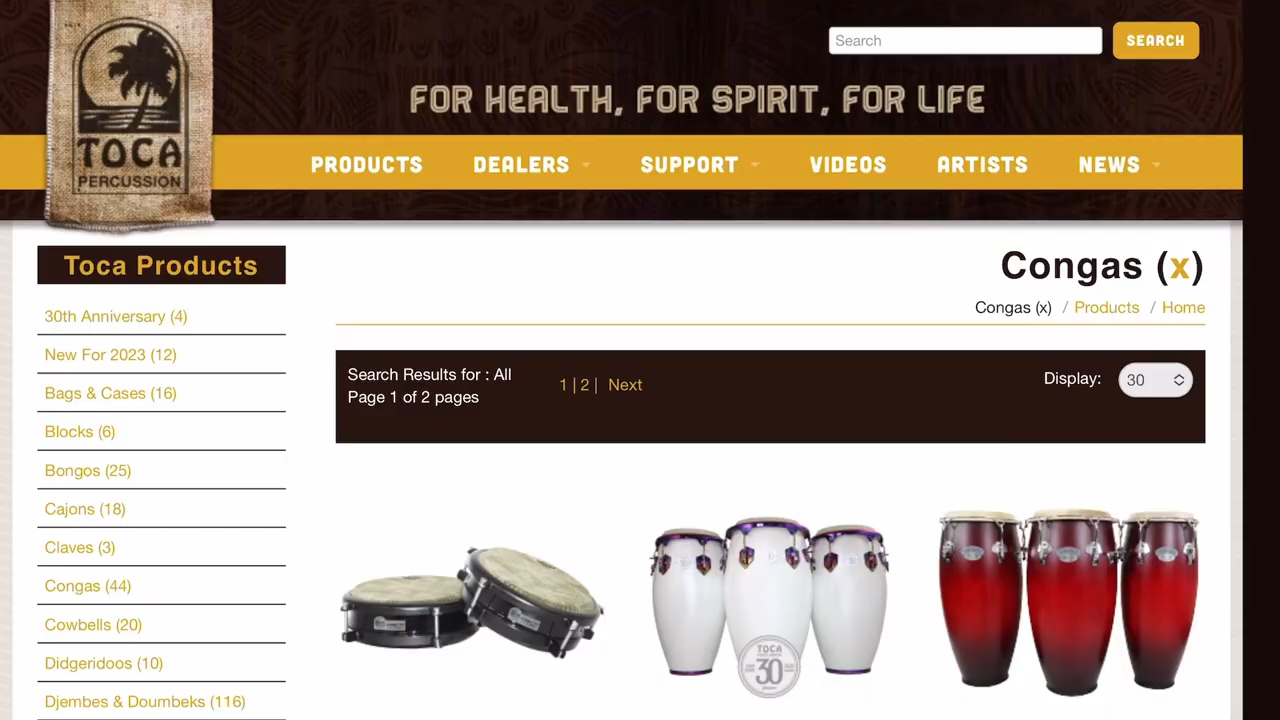 TOCA
PERCUSSION
Search
SEARCH
FOR HEALTH, FOR SPIRIT, FOR LIFE
PRODUCTS DEALERS SUPPORT VIDEOS ARTISTS NEWS
Toca Products
30th Anniversary (4)
New For 2023 (12)
Bags & Cases (16)
Blocks (6)
Bongos (25)
Cajons (18)
Claves (3)
Congas (44)
Cowbells (20)
Didgeridoos (10)
Djembes & Doumbeks (116)
Congas (x)
Congas (x) / Products / Home
Search Results for : All
Page 1 of 2 pages
1 | 2 | Next
Display: 30
TOCA
30